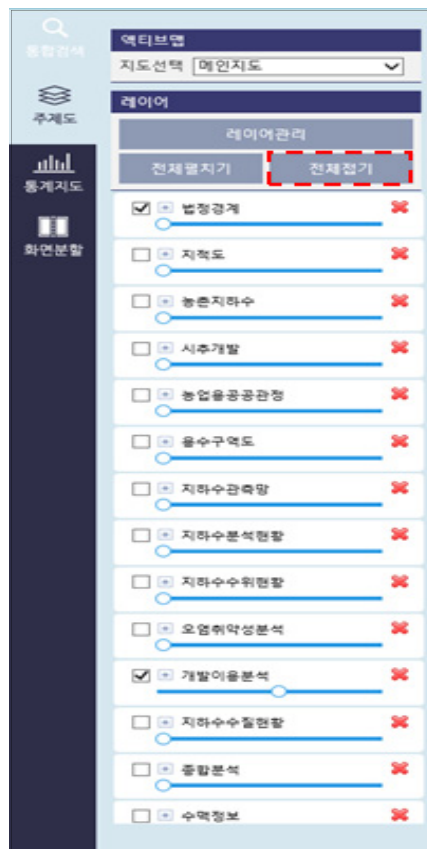 통합검색
주제도
통계지도
화면분할
액티브맵
지도선택 메인지도
레이어
레이어관리
전체펼치기 전체접기
법정경계
지적도
농촌지하수
시추개발
농업용공공관정
용수구역도
지하수관측망
지하수분석현황
지하수수위현황
오염취약성분석
개발이용분석
지하수수질현황
종합분석
수맥정보